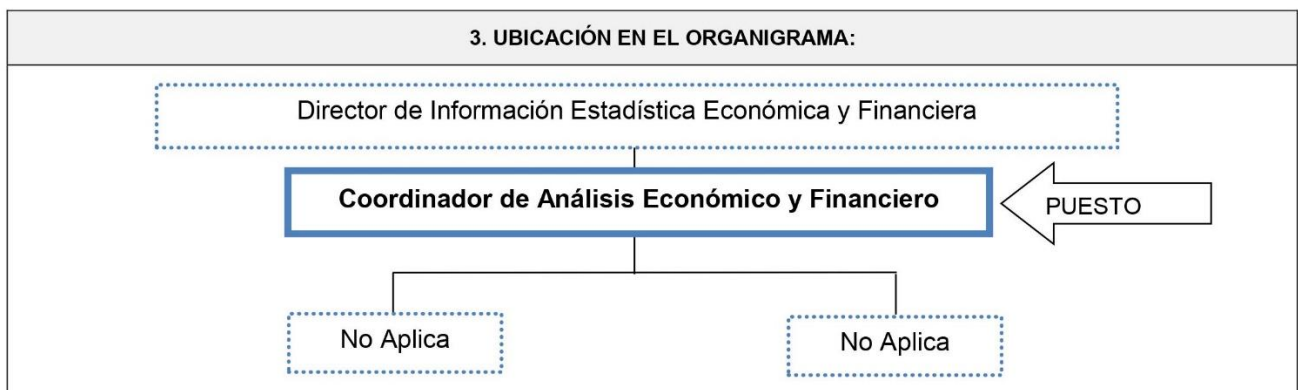 3. UBICACIÓN EN EL ORGANIGRAMA:
Director de Información Estadística Económica y Financiera
Coordinador de Análisis Económico y Financiero
PUESTO
No Aplica
No Aplica